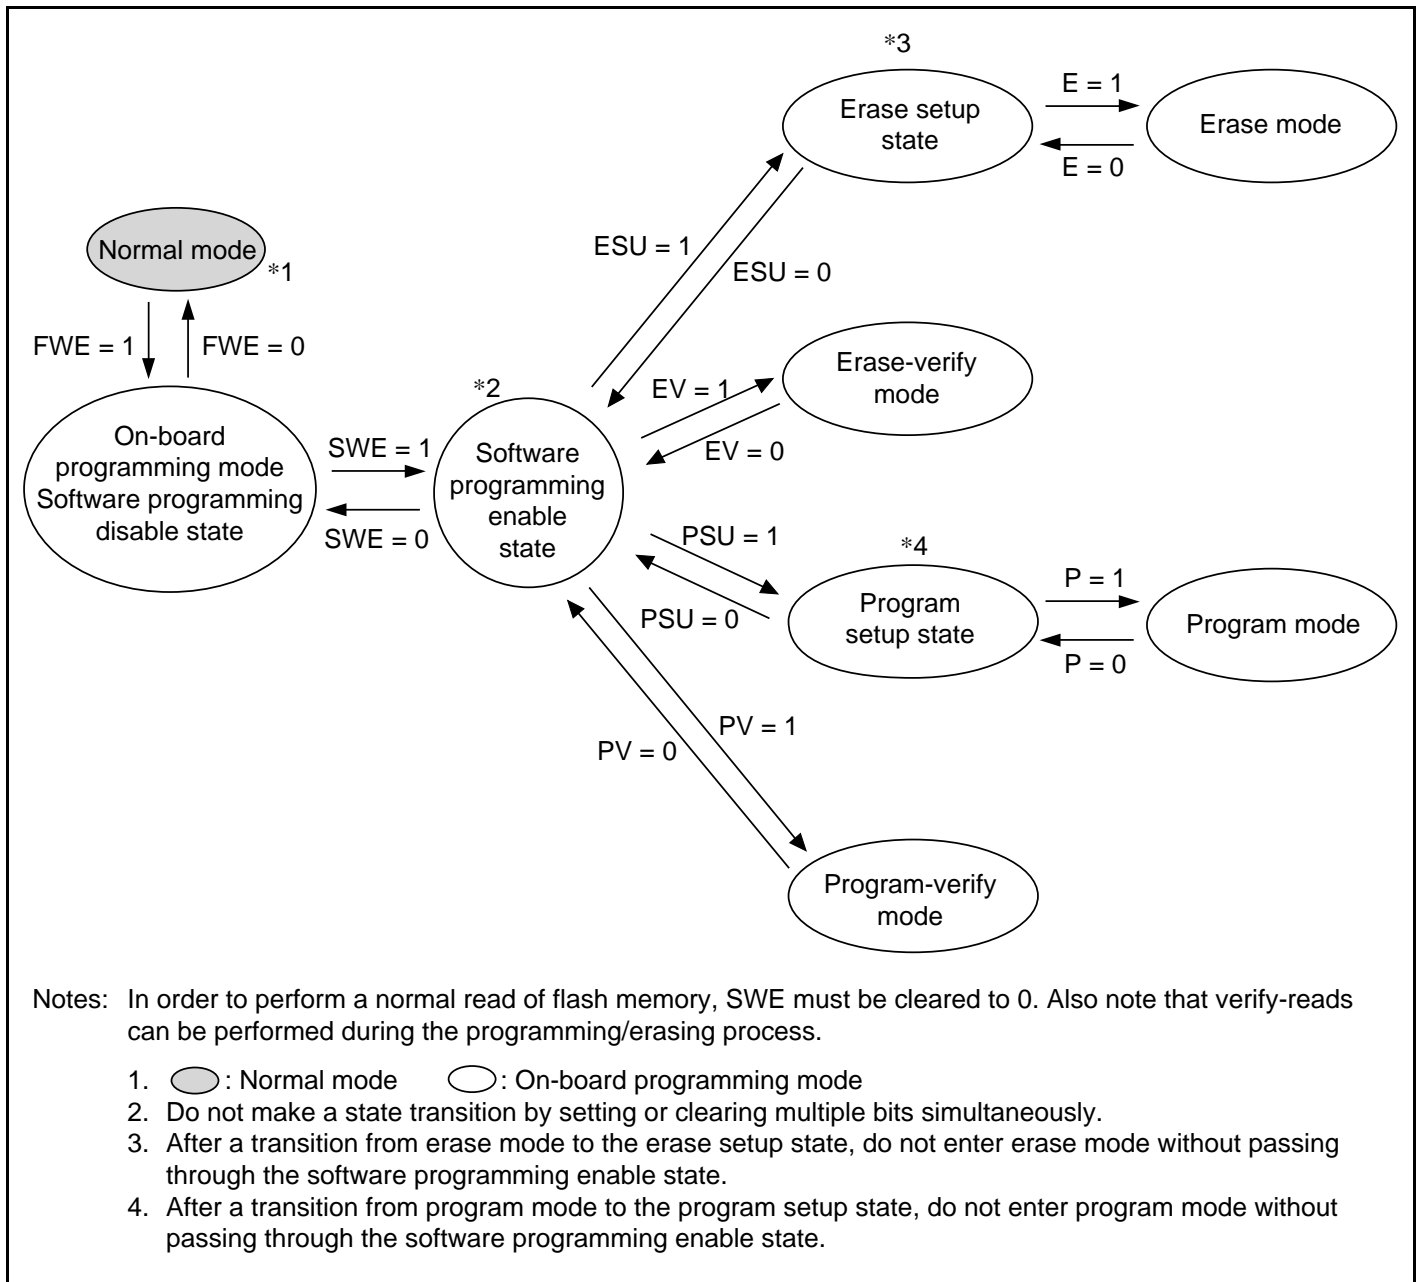 *3
Erase setup
state
E = 1
E = 0
Erase mode
Normal mode
*1
FWE = 1
FWE = 0
ESU = 1
ESU = 0
On-board
programming mode
Software programming
disable state
SWE = 1
SWE = 0
*2
Software
programming
enable
state
EV = 1
EV = 0
Erase-verify
mode
PSU = 1
PSU = 0
*4
Program
setup state
P = 1
P = 0
Program mode
PV = 1
PV = 0
Program-verify
mode
Notes: In order to perform a normal read of flash memory, SWE must be cleared to 0. Also note that verify-reads
can be performed during the programming/erasing process.
1. : Normal mode : On-board programming mode
2. Do not make a state transition by setting or clearing multiple bits simultaneously.
3. After a transition from erase mode to the erase setup state, do not enter erase mode without passing
through the software programming enable state.
4. After a transition from program mode to the program setup state, do not enter program mode without
passing through the software programming enable state.